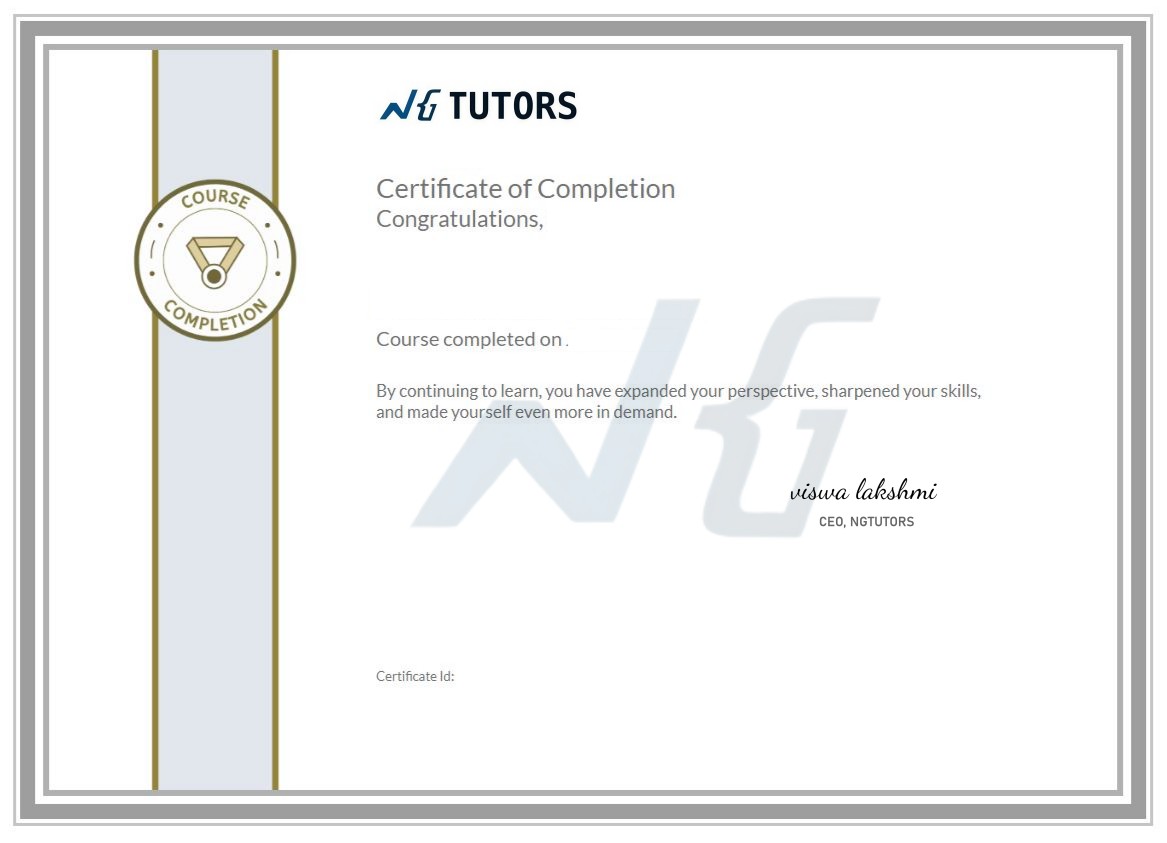 NG TUTORS
COURSE
COMPLETION
Certificate of Completion
Congratulations,
Course completed on .
By continuing to learn, you have expanded your perspective, sharpened your skills,
and made yourself even more in demand.
NG
viswa lakshmi
CEO, NGTUTORS
Certificate Id: